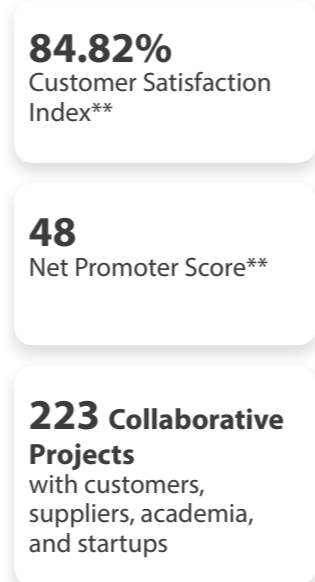 84.82%
Customer Satisfaction
Index**
48
Net Promoter Score**
223 Collaborative
Projects
with customers,
suppliers, academia,
and startups